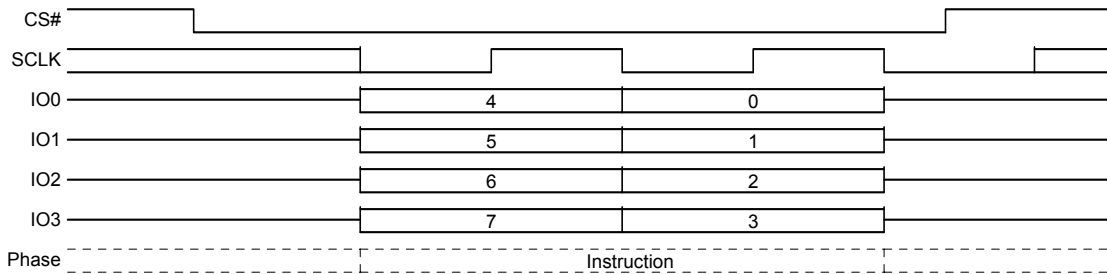 CS#
SCLK
IO0 4 0
IO1 5 1
IO2 6 2
IO3 7 3
Phase Instruction